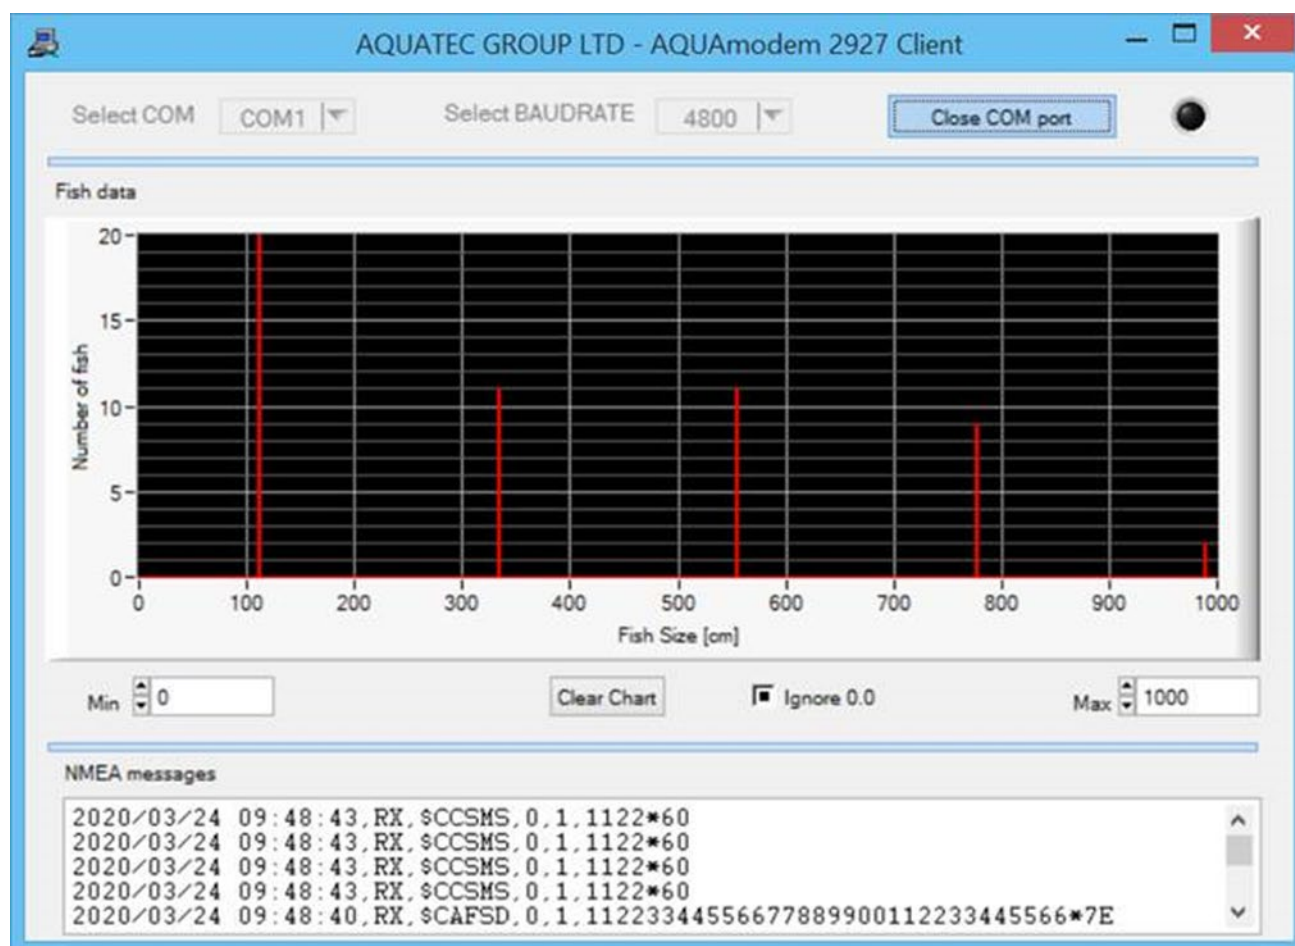 AQUATEC GROUP LTD - AQUAmodem 2927 Client
Select COM COM1 Select BAUDRATE 4800 Close COM port
Fish data
20
15
10
5
0
Number of fish
0 100 200 300 400 500 600 700 800 900 1000
Fish Size [cm]
Min 0 Clear Chart Ignore 0.0 Max 1000
NMEA messages
2020/03/24 09:48:43,RX,$CCSMS,0,1,1122*60
2020/03/24 09:48:43,RX,$CCSMS,0,1,1122*60
2020/03/24 09:48:43,RX,$CCSMS,0,1,1122*60
2020/03/24 09:48:43,RX,$CCSMS,0,1,1122*60
2020/03/24 09:48:40,RX,$CAFSD,0,1,11223344556677889900112233445566*7E